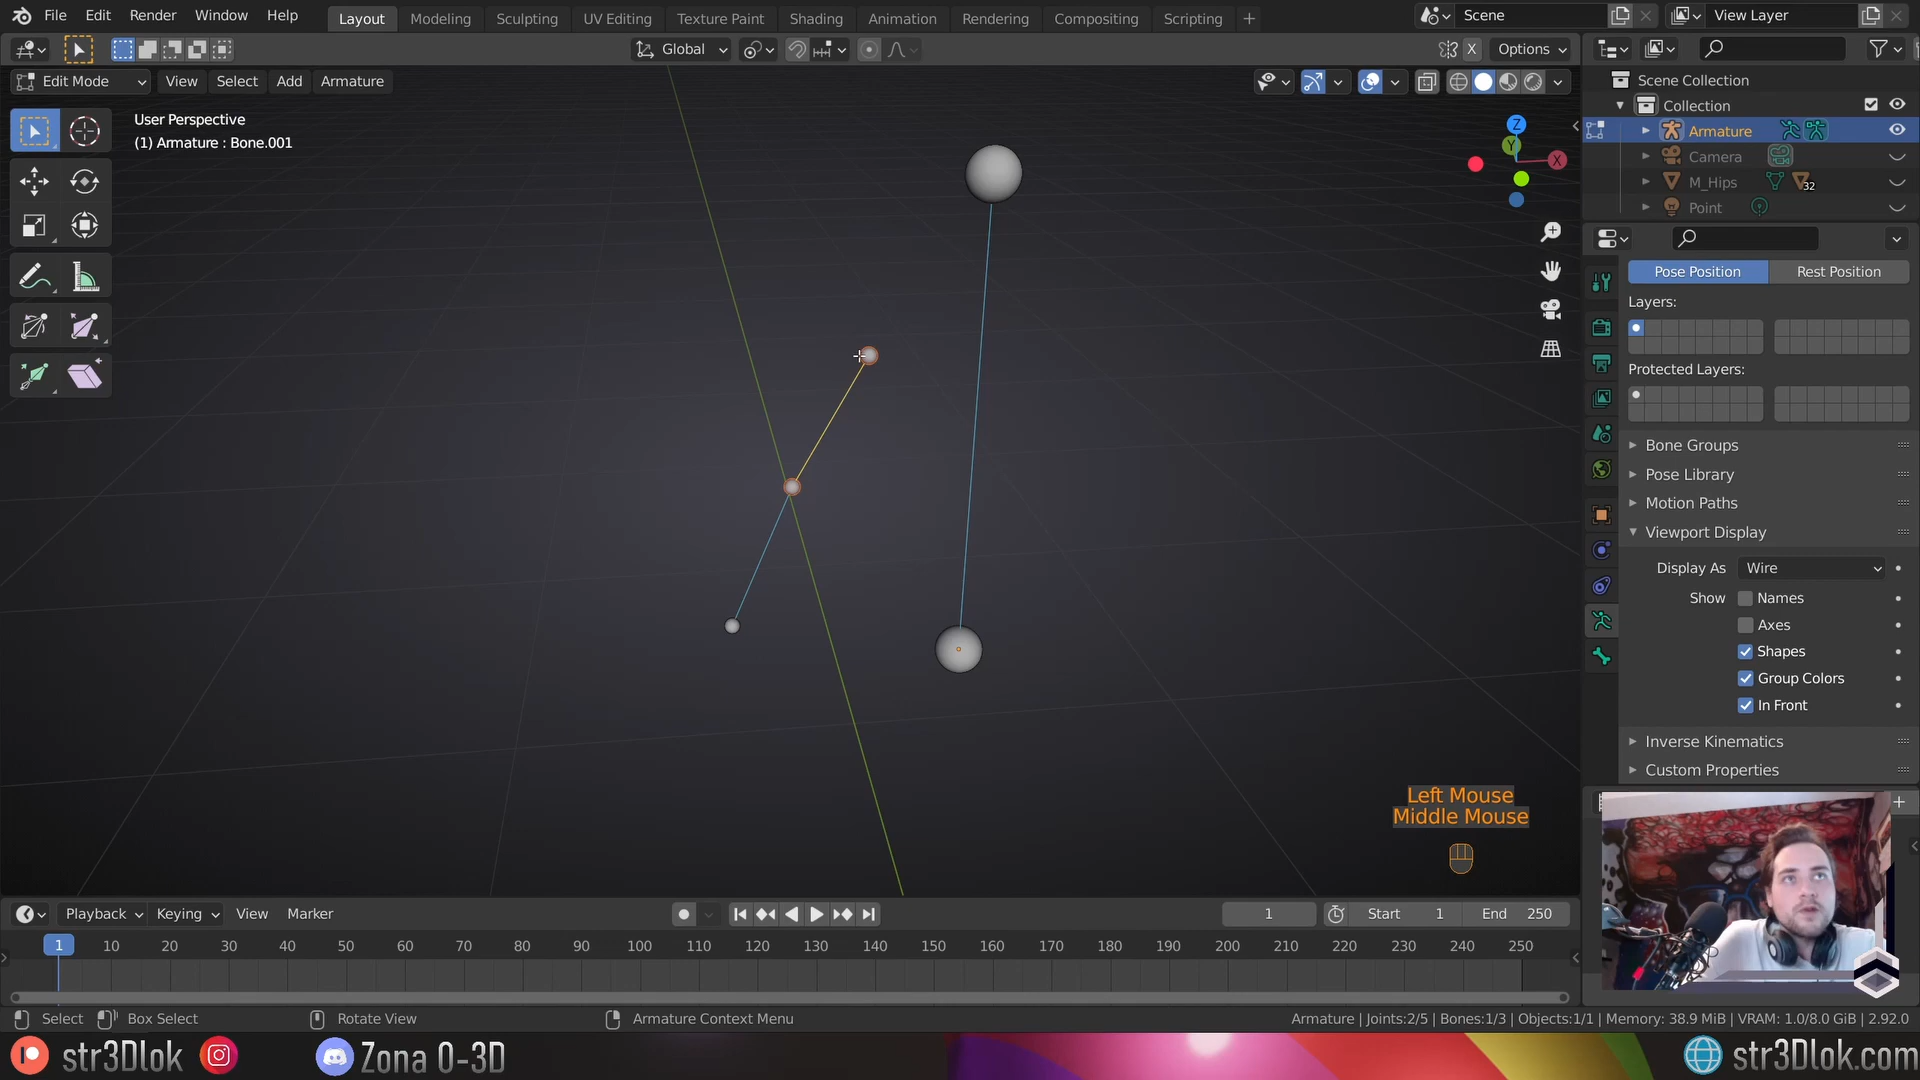 File Edit Render Window Help Layout Modeling Sculpting UV Editing Texture Paint Shading Animation Rendering Compositing Scripting + Scene View Layer
Global X Options
Edit Mode View Select Add Armature
Scene Collection
Collection
User Perspective
(1) Armature : Bone.001
Armature
Camera
M_Hips 32
Point
Z
Y
X
Pose Position Rest Position
Layers:
Protected Layers:
Bone Groups
Pose Library
Motion Paths
Viewport Display
Display As Wire
Show Names
Axes
Shapes
Group Colors
In Front
Inverse Kinematics
Custom Properties
Left Mouse
Middle Mouse
Playback Keying View Marker 1 Start 1 End 250
1 10 20 30 40 50 60 70 80 90 100 110 120 130 140 150 160 170 180 190 200 210 220 230 240 250
Select Box Select Rotate View Armature Context Menu Armature | Joints:2/5 | Bones:1/3 | Objects:1/1 | Memory: 38.9 MiB | VRAM: 1.0/8.0 GiB | 2.92.0
str3Dlok Zona 0-3D str3Dlok.com